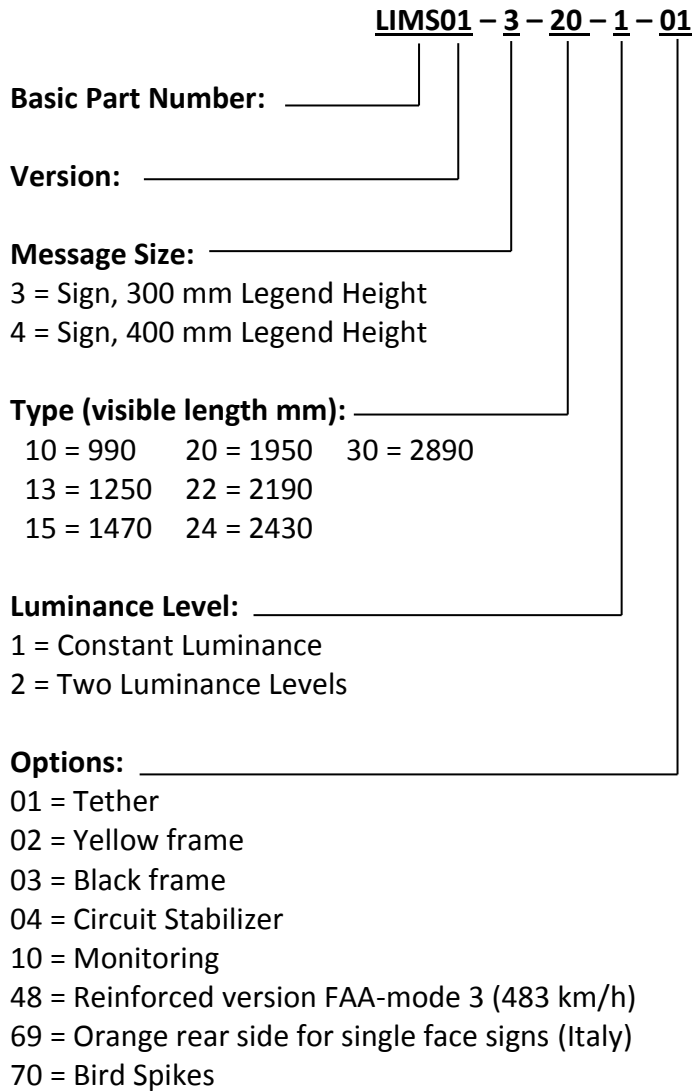 LIMS01 – 3 – 20 – 1 – 01
Basic Part Number:
Version:
Message Size:
3 = Sign, 300 mm Legend Height
4 = Sign, 400 mm Legend Height
Type (visible length mm):
10 = 990 20 = 1950 30 = 2890
13 = 1250 22 = 2190
15 = 1470 24 = 2430
Luminance Level:
1 = Constant Luminance
2 = Two Luminance Levels
Options:
01 = Tether
02 = Yellow frame
03 = Black frame
04 = Circuit Stabilizer
10 = Monitoring
48 = Reinforced version FAA-mode 3 (483 km/h)
69 = Orange rear side for single face signs (Italy)
70 = Bird Spikes